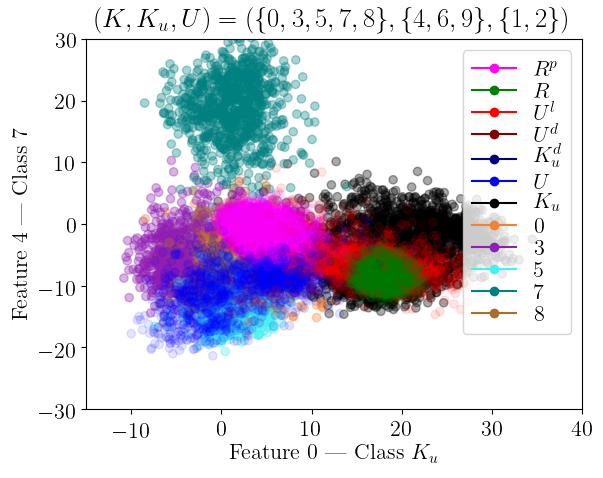 (K, K_u, U) = ({0, 3, 5, 7, 8}, {4, 6, 9}, {1, 2})
30
20
10
0
−10
−20
−30
Feature 4 — Class 7
−10
0
10
20
30
40
Feature 0 — Class K_u
R^p
R
U^l
U^d
K_u^d
U
K_u
0
3
5
7
8